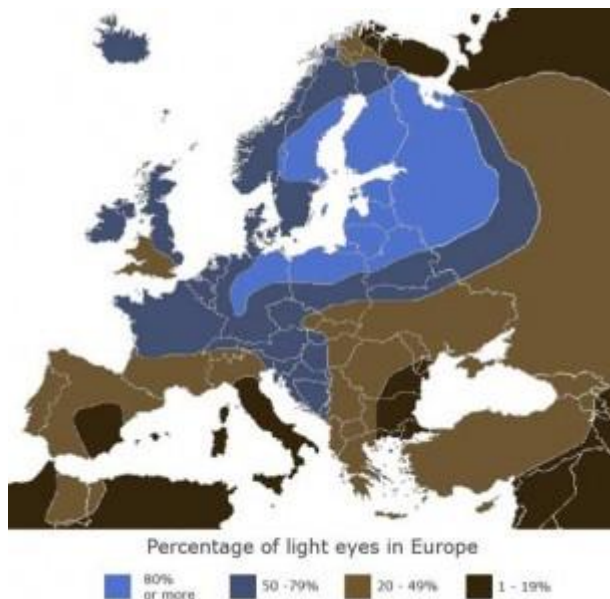 Percentage of light eyes in Europe
80%
or more
50 -79%
20 - 49%
1 - 19%